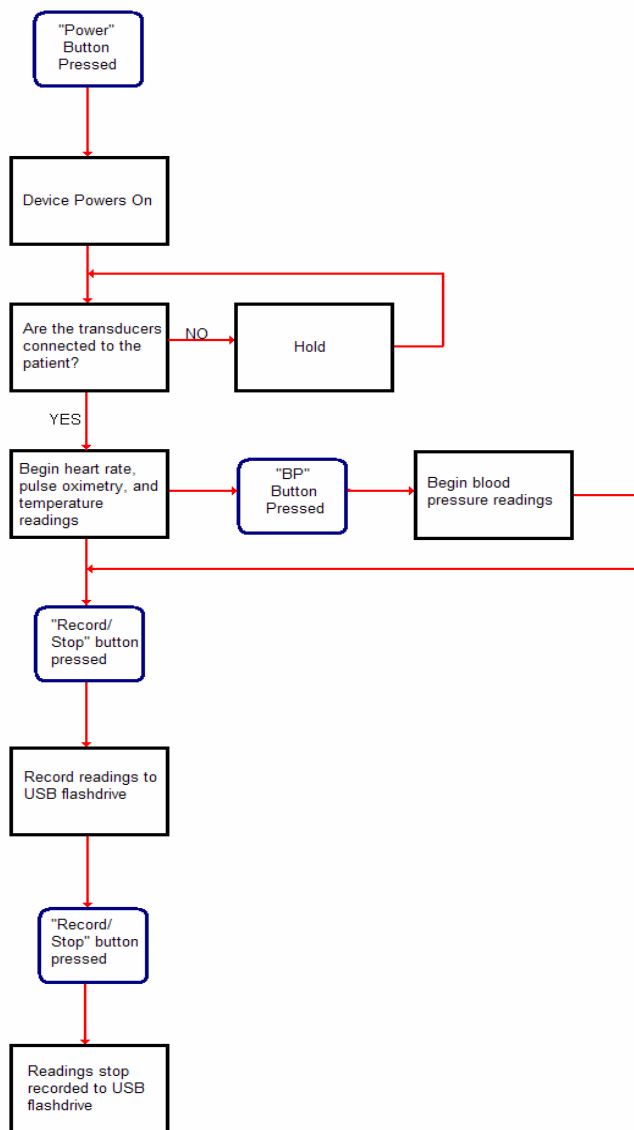 "Power"
Button
Pressed
Device Powers On
Are the transducers
connected to the
patient?
NO
Hold
YES
Begin heart rate,
pulse oximetry, and
temperature
readings
"BP"
Button
Pressed
Begin blood
pressure readings
"Record/
Stop" button
pressed
Record readings to
USB flashdrive
"Record/
Stop" button
pressed
Readings stop
recorded to USB
flashdrive